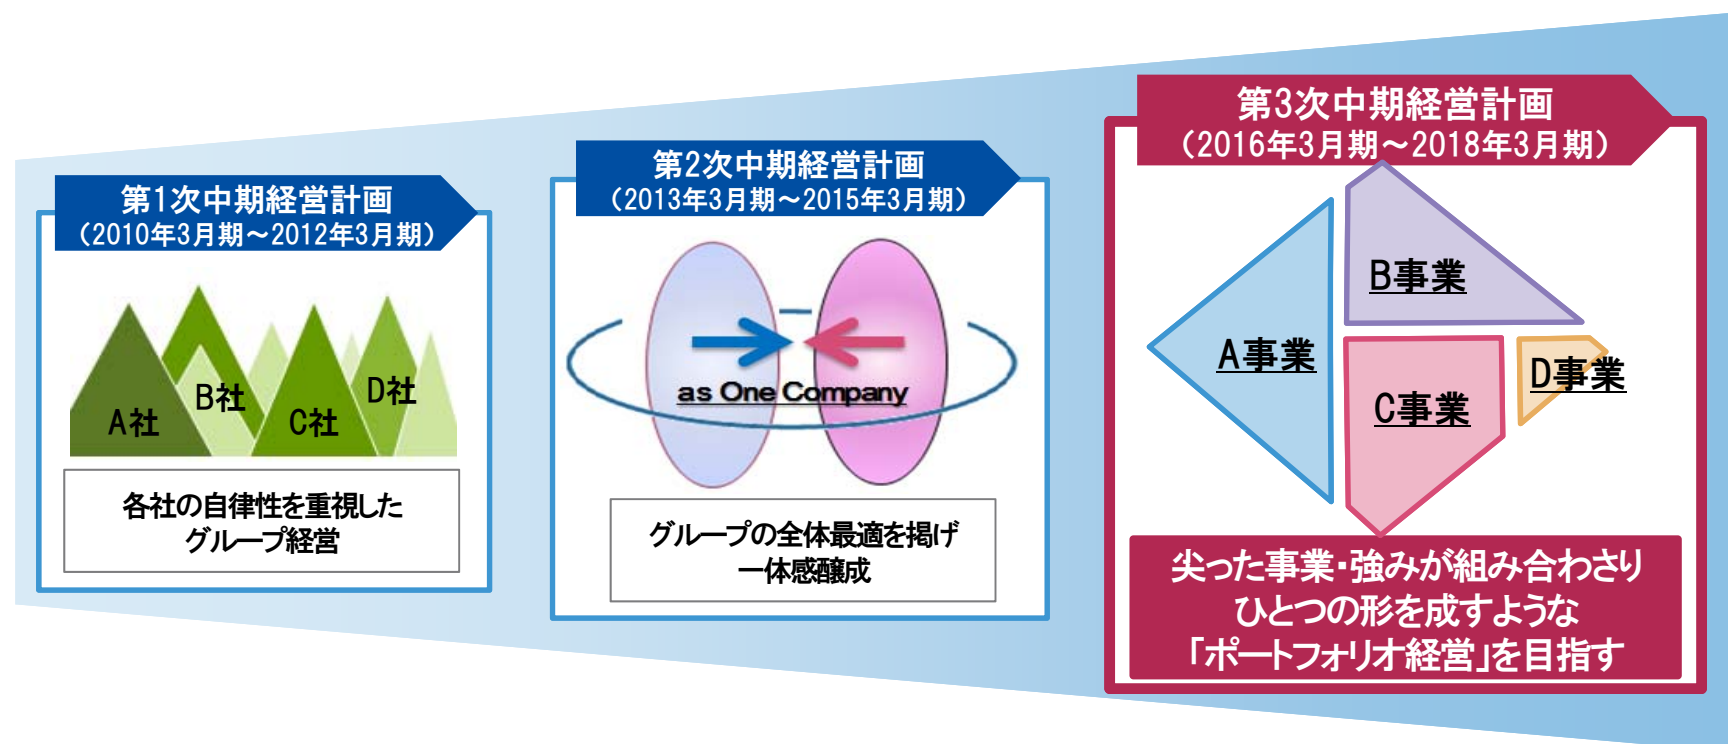 第1次中期経営計画
（2010年3月期～2012年3月期）
A社
B社
C社
D社
各社の自律性を重視した
グループ経営
第2次中期経営計画
（2013年3月期～2015年3月期）
as One Company
グループの全体最適を掲げ
一体感醸成
第3次中期経営計画
（2016年3月期～2018年3月期）
A事業
B事業
C事業
D事業
尖った事業・強みが組み合わさり
ひとつの形を成すような
「ポートフォリオ経営」を目指す